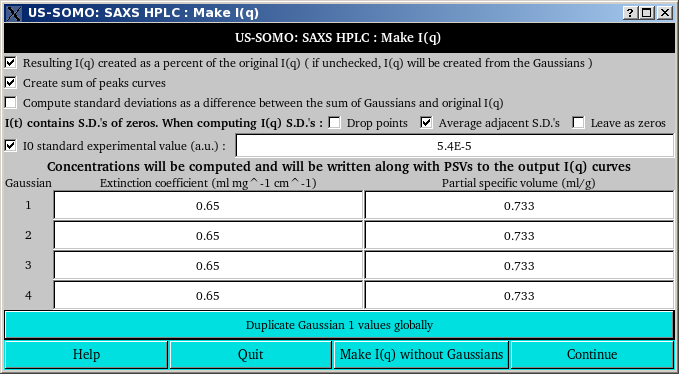 US-SOMO: SAXS HPLC : Make I(q)
US-SOMO: SAXS HPLC : Make I(q)
Resulting I(q) created as a percent of the original I(q) ( if unchecked, I(q) will be created from the Gaussians )
Create sum of peaks curves
Compute standard deviations as a difference between the sum of Gaussians and original I(q)
I(t) contains S.D.'s of zeros. When computing I(q) S.D.'s : Drop points Average adjacent S.D.'s Leave as zeros
I0 standard experimental value (a.u.) : 5.4E-5
Concentrations will be computed and will be written along with PSVs to the output I(q) curves
Gaussian Extinction coefficient (ml mg^-1 cm^-1) Partial specific volume (ml/g)
1 0.65 0.733
2 0.65 0.733
3 0.65 0.733
4 0.65 0.733
Duplicate Gaussian 1 values globally
Help Quit Make I(q) without Gaussians Continue